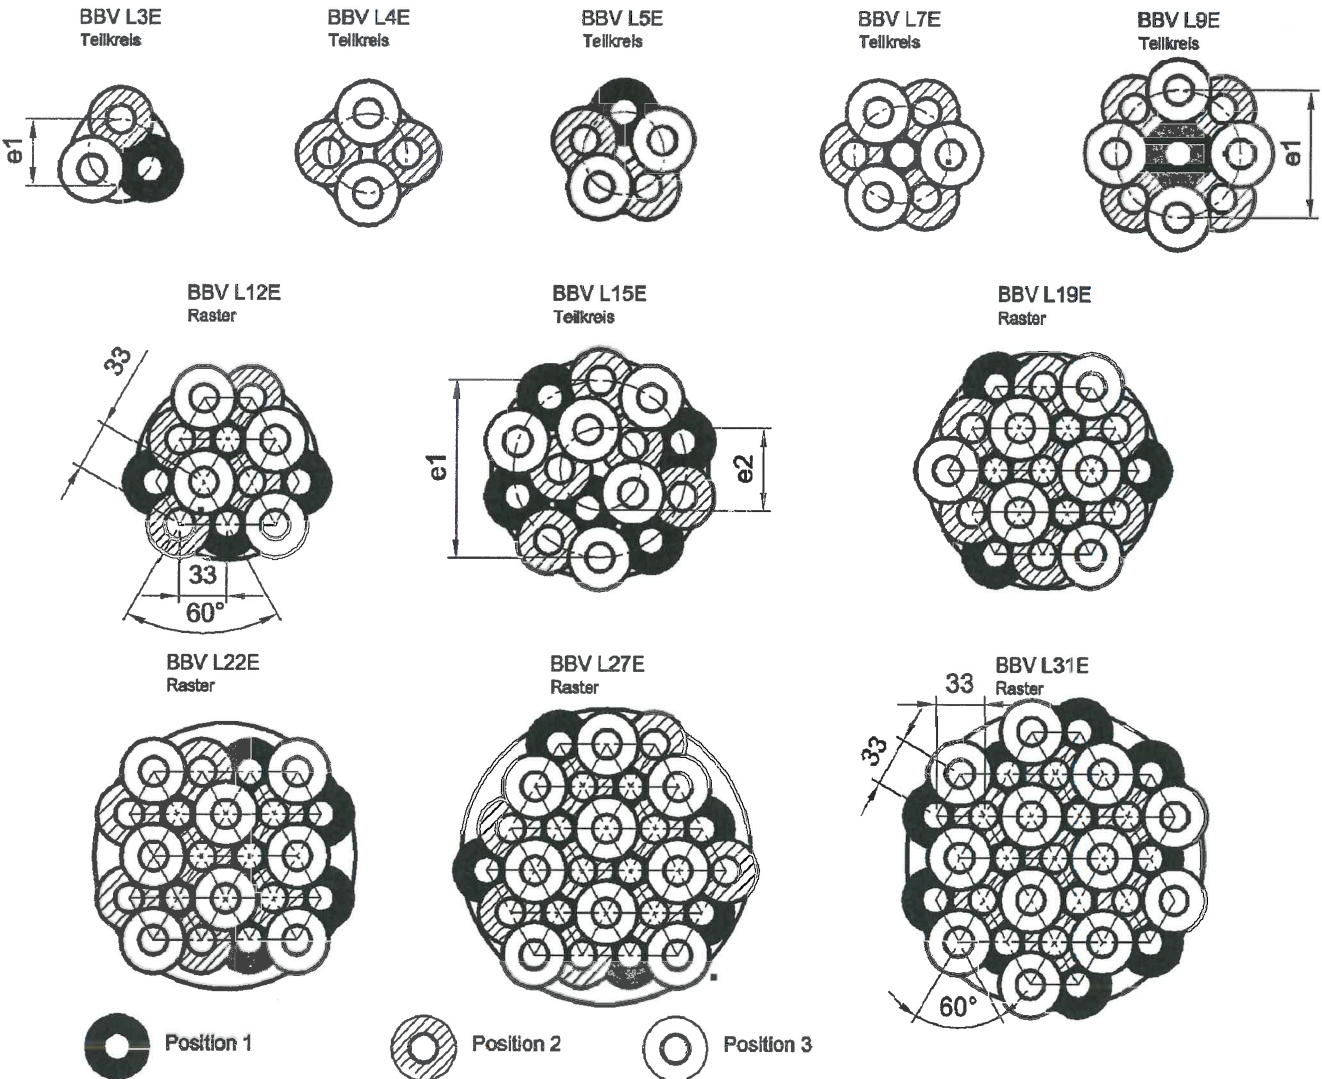 BBV L3E
Teilkreis
BBV L4E
Teilkreis
BBV L5E
Teilkreis
BBV L7E
Teilkreis
BBV L9E
Teilkreis
e1
e1
BBV L12E
Raster
BBV L15E
Teilkreis
BBV L19E
Raster
33
e1
e2
33
60°
BBV L22E
Raster
BBV L27E
Raster
BBV L31E
Raster
33
33
60°
Position 1
Position 2
Position 3